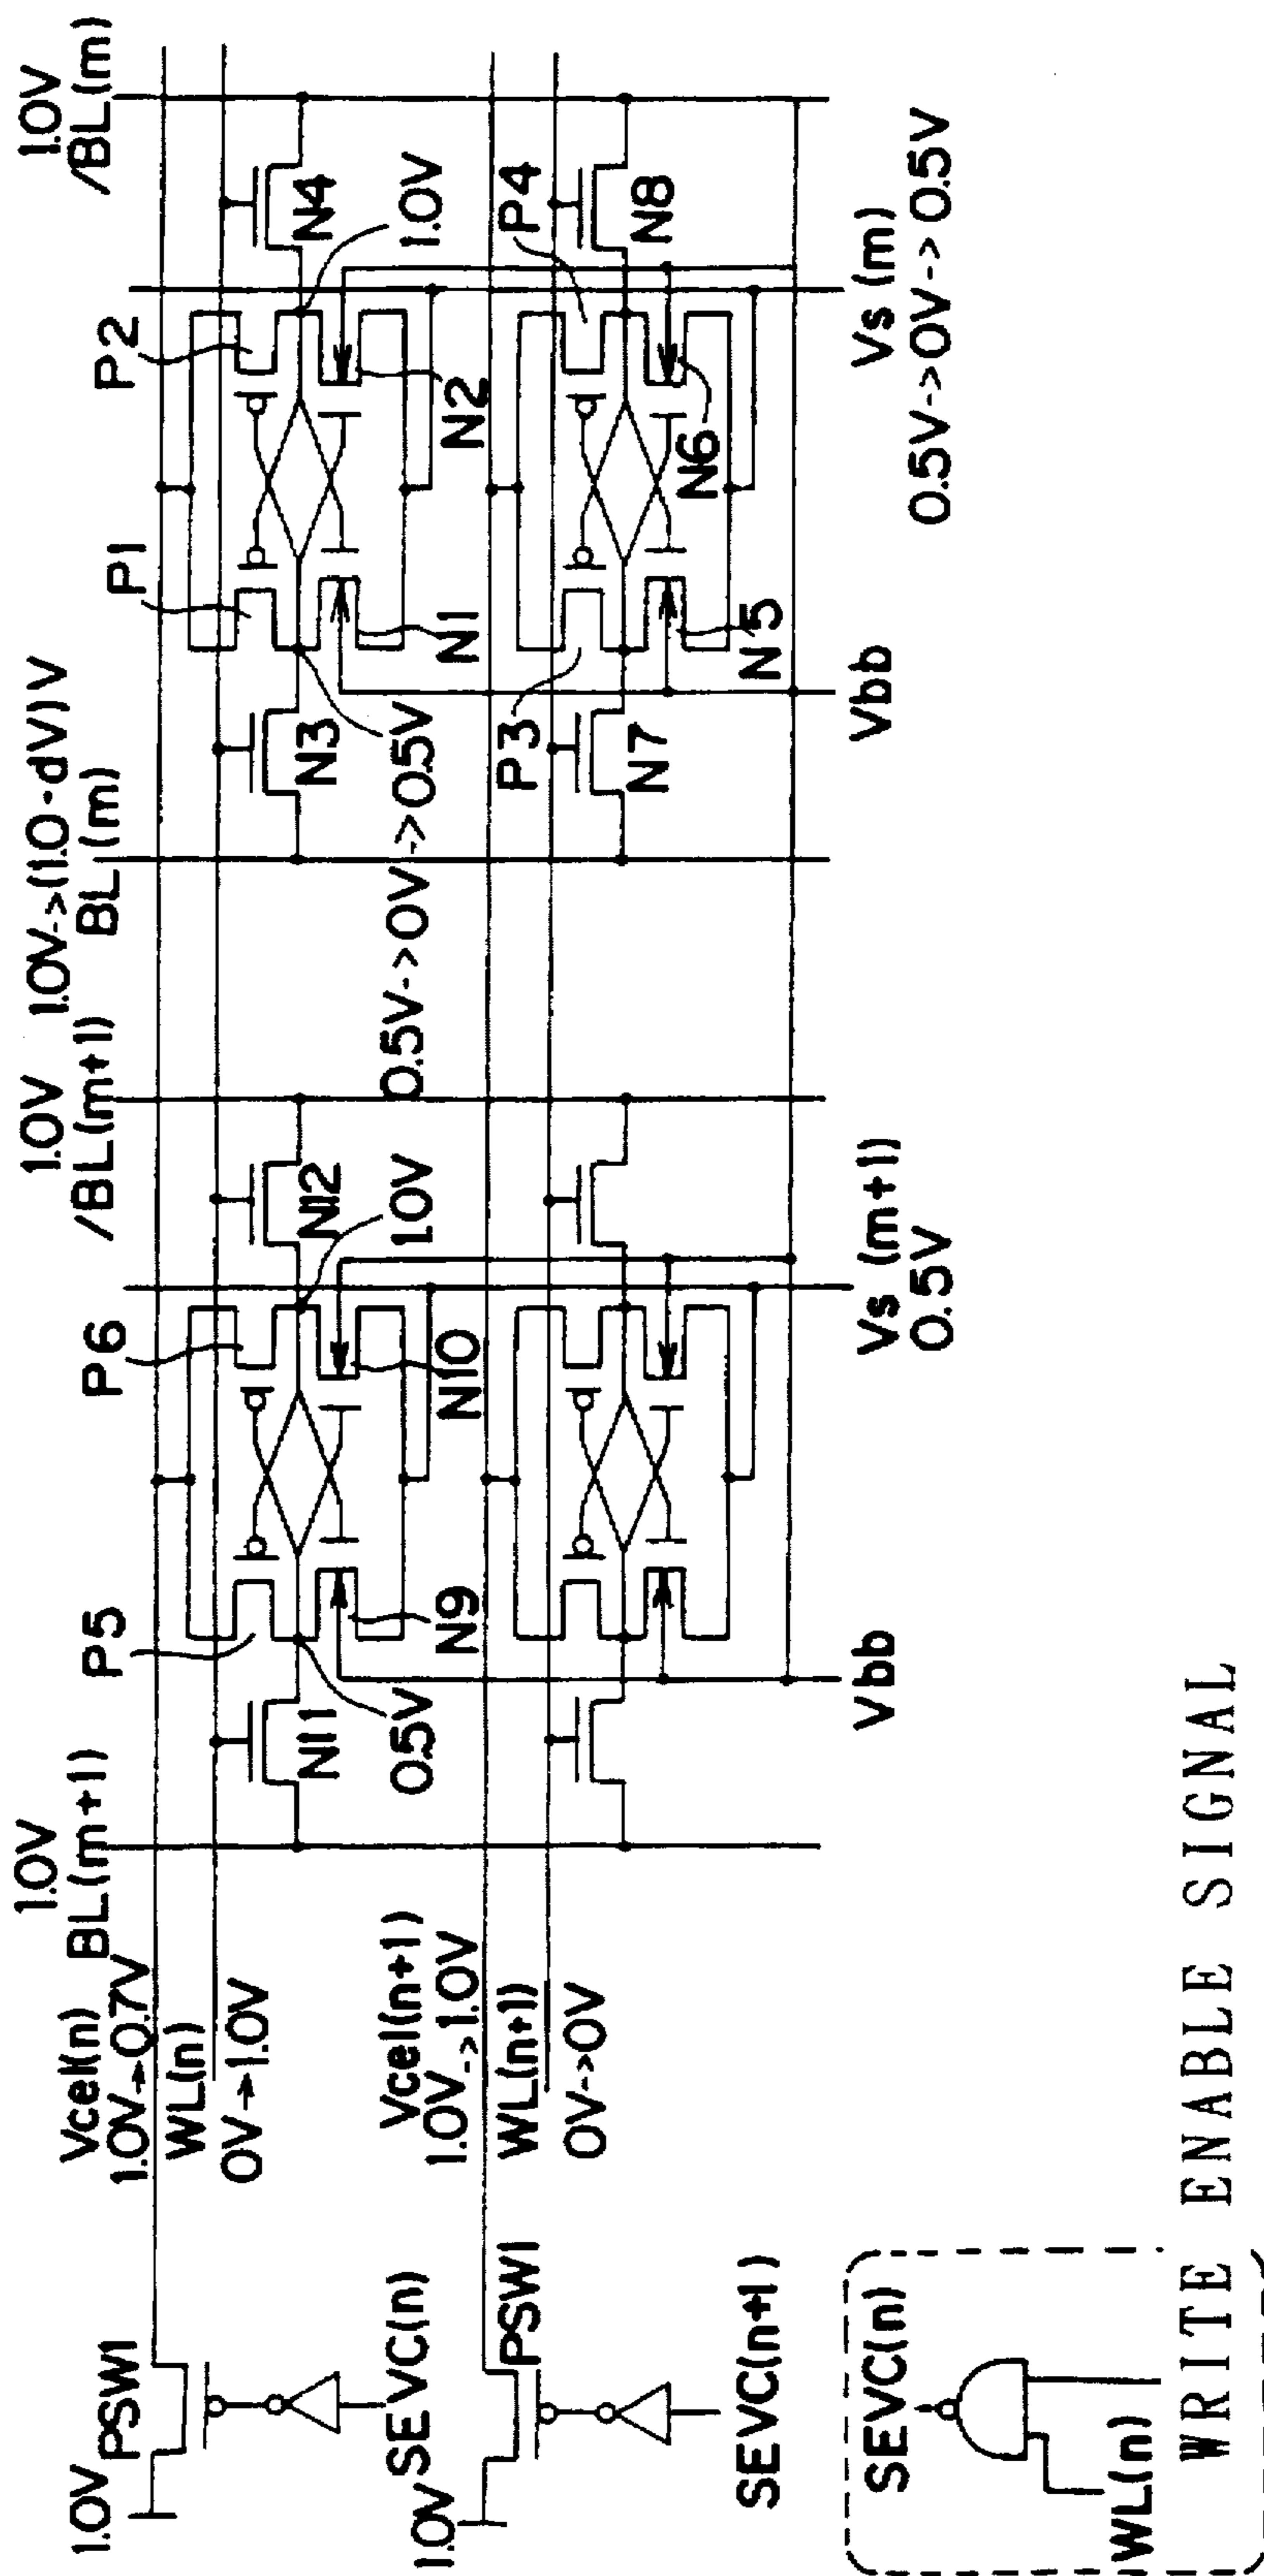 1.0V
PSW1
Vcel(n)
1.0V→0.7V
WL(n)
0V→1.0V
SEVC(n)
1.0V
PSW1
Vcel(n+1)
1.0V->1.0V
WL(n+1)
0V->0V
SEVC(n+1)
1.0V
BL(m+1)
P5
P6
1.0V
/BL(m+1)
N11
0.5V
N9
N10
N12
1.0V
Vbb
Vs (m+1)
0.5V
1.0V->(1.0-dV)V
BL(m)
P1
P2
1.0V
/BL(m)
N3
0.5V->0V->0.5V
N1
N2
N4
1.0V
P3
P4
N7
N5
N6
N8
Vbb
Vs (m)
0.5V->0V->0.5V
SEVC(n)
WL(n)
WRITE ENABLE SIGNAL